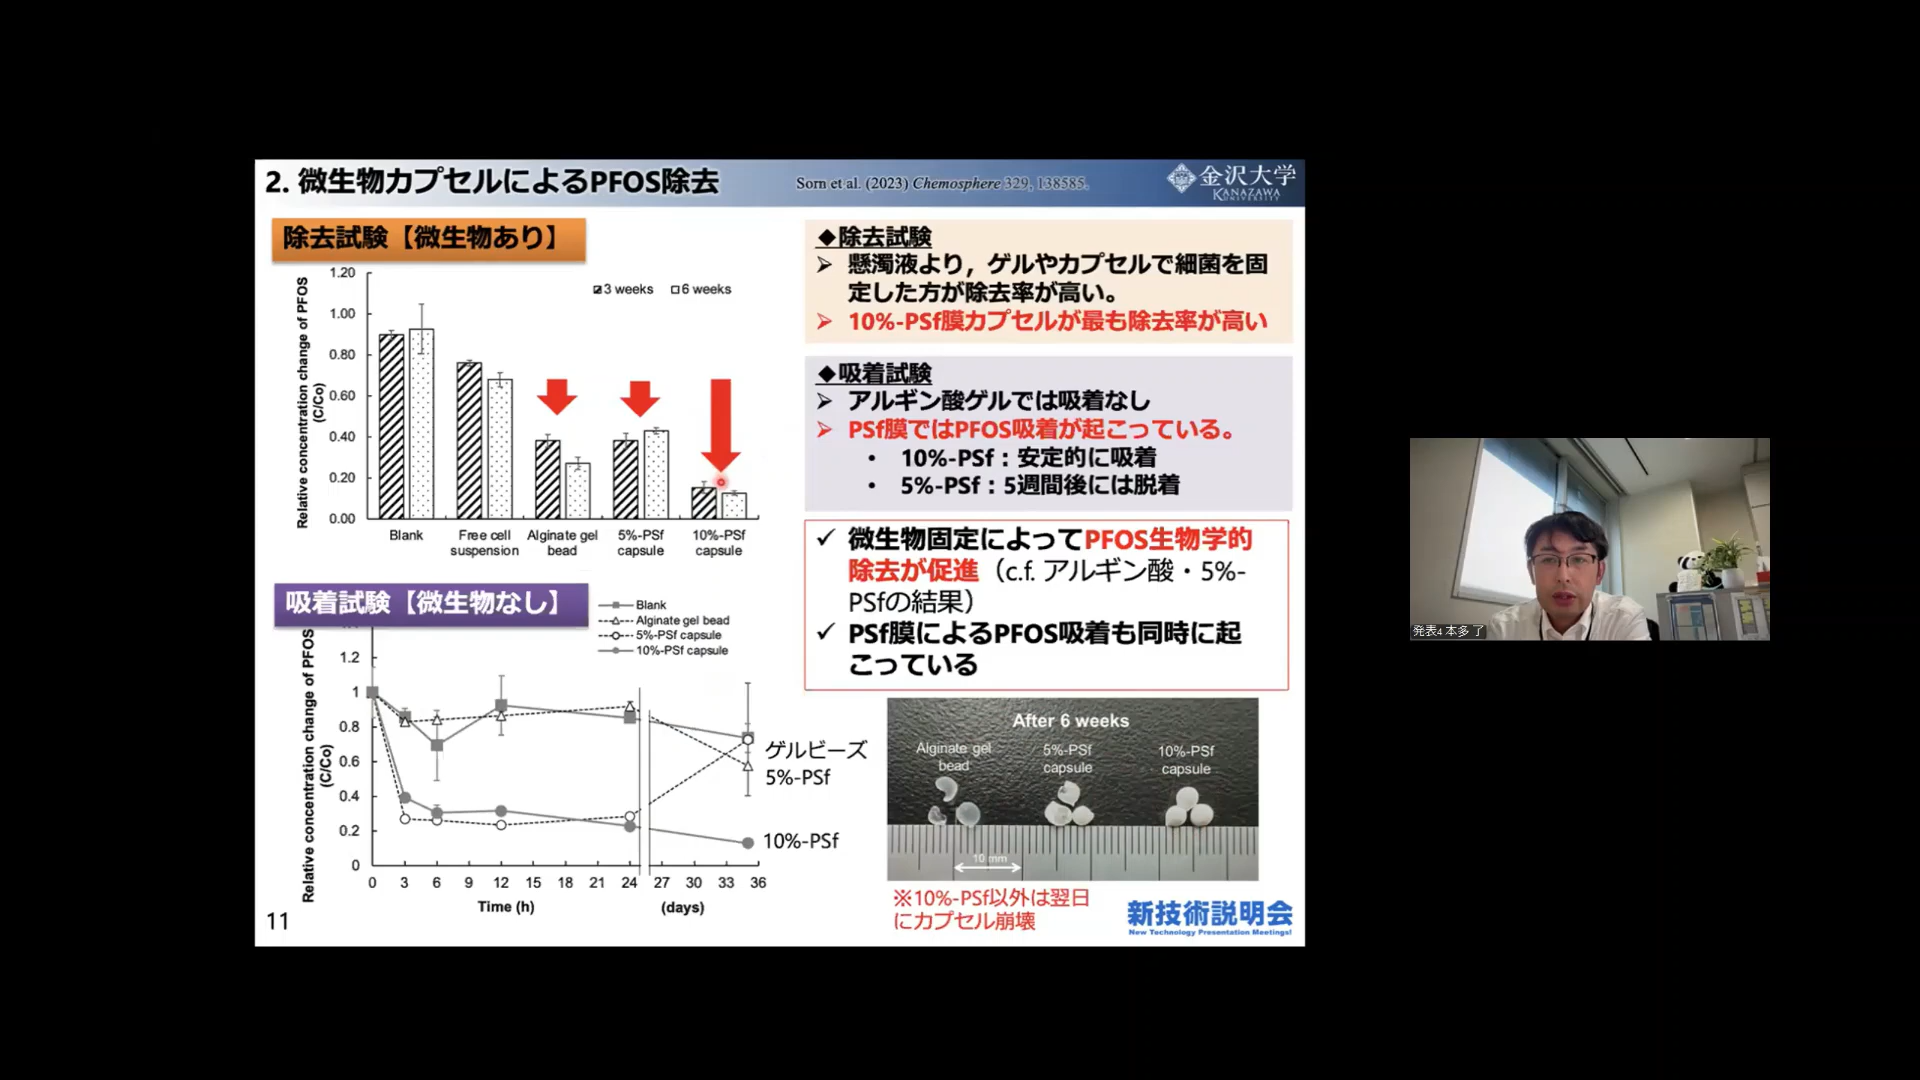 2. 微生物カプセルによるPFOS除去
Sorn et al. (2023) Chemosphere 329, 138585.
金沢大学
KANAZAWA
UNIVERSITY
除去試験【微生物あり】
Relative concentration change of PFOS
(C/Co)
1.20
1.00
0.80
0.60
0.40
0.20
0.00
3 weeks 6 weeks
Blank
Free cell
suspension
Alginate gel
bead
5%-PSf
capsule
10%-PSf
capsule
吸着試験【微生物なし】
Blank
Alginate gel bead
5%-PSf capsule
10%-PSf capsule
Relative concentration change of PFOS
(C/Co)
1.2
1
0.8
0.6
0.4
0.2
0
0 3 6 9 12 15 18 21 24 27 30 33 36
Time (h) (days)
ゲルビーズ
5%-PSf
10%-PSf
11
◆除去試験
➢ 懸濁液より，ゲルやカプセルで細菌を固
定した方が除去率が高い。
➢ 10%-PSf膜カプセルが最も除去率が高い
◆吸着試験
➢ アルギン酸ゲルでは吸着なし
➢ PSf膜ではPFOS吸着が起こっている。
• 10%-PSf：安定的に吸着
• 5%-PSf：5週間後には脱着
✓ 微生物固定によってPFOS生物学的
除去が促進（c.f. アルギン酸・5%-
PSfの結果）
✓ PSf膜によるPFOS吸着も同時に起
こっている
After 6 weeks
Alginate gel
bead
5%-PSf
capsule
10%-PSf
capsule
10 mm
※10%-PSf以外は翌日
にカプセル崩壊
新技術説明会
New Technology Presentation Meetings!
発表4 本多 了